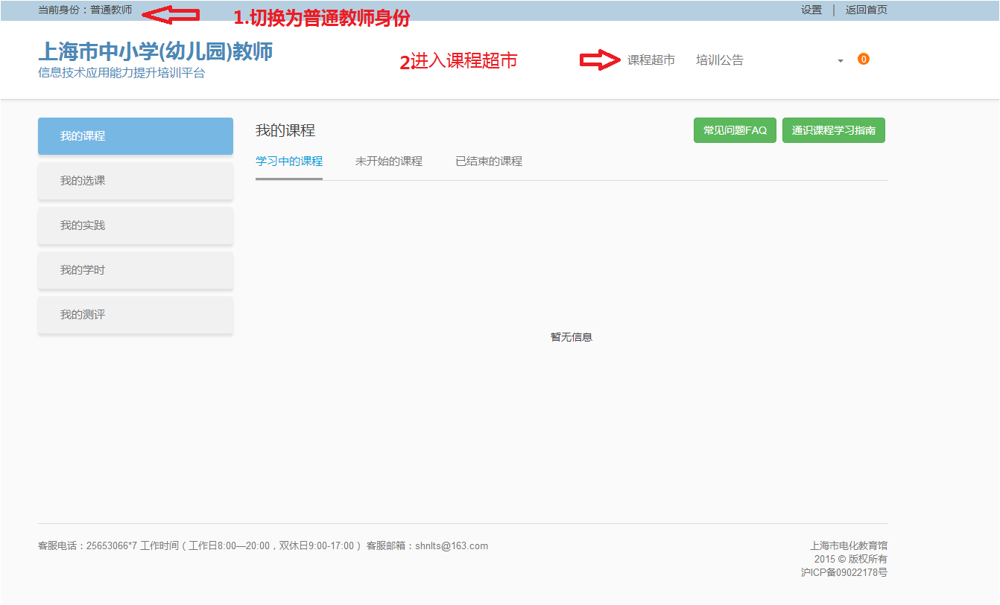 当前身份：普通教师
1.切换为普通教师身份
设置 | 返回首页
上海市中小学(幼儿园)教师
信息技术应用能力提升培训平台
2.进入课程超市
课程超市 培训公告
0
我的课程
我的选课
我的实践
我的学时
我的测评
我的课程
常见问题FAQ 通识课程学习指南
学习中的课程 未开始的课程 已结束的课程
暂无信息
客服电话：25653066*7 工作时间（工作日8:00—20:00，双休日9:00-17:00） 客服邮箱：shnlts@163.com
上海市电化教育馆
2015 © 版权所有
沪ICP备09022178号